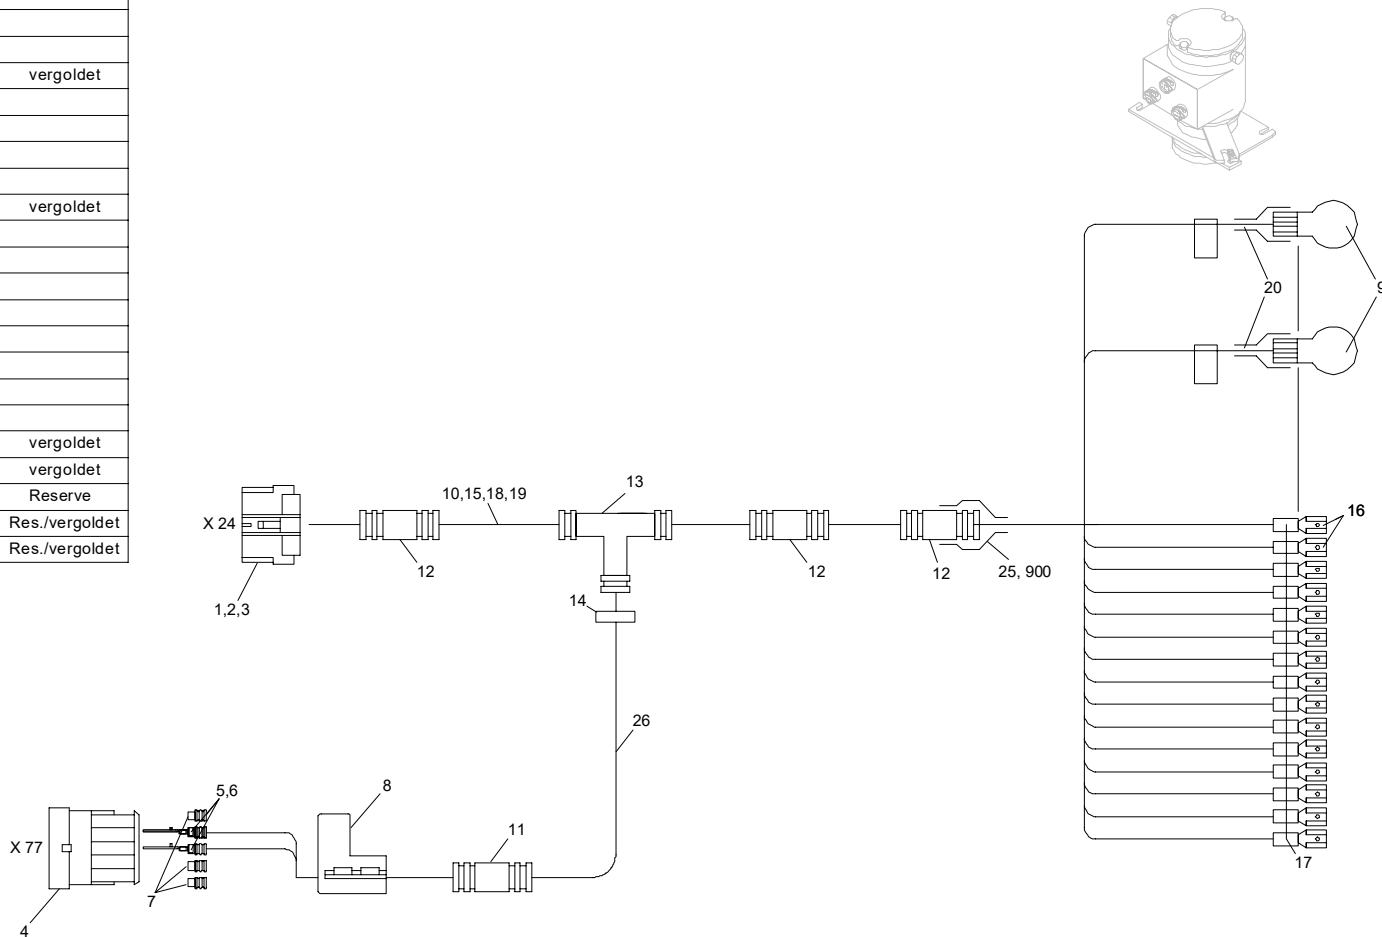 vergoldet
vergoldet
vergoldet
vergoldet
Reserve
Res./vergoldet
Res./vergoldet
20
9
10,15,18,19
13
16
X 24
12
12
12
25, 900
1,2,3
14
26
5,6
8
11
X 77
17
7
4